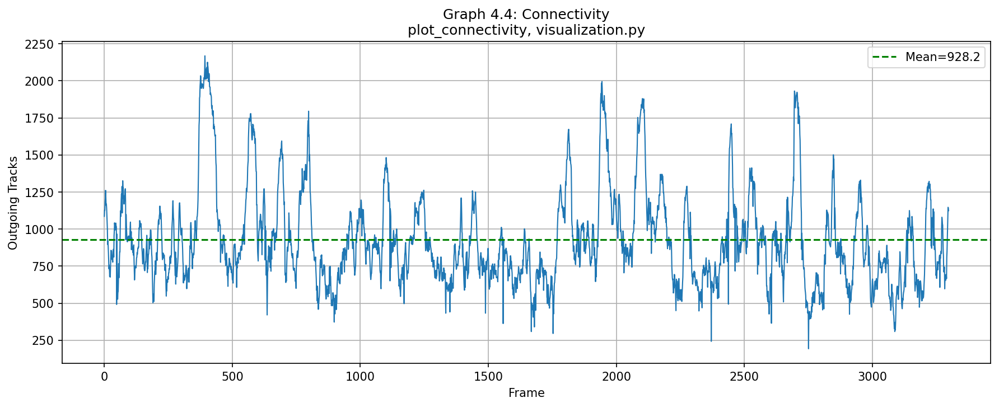 Graph 4.4: Connectivity
plot_connectivity, visualization.py
Mean=928.2
Outgoing Tracks
2250
2000
1750
1500
1250
1000
750
500
250
0 500 1000 1500 2000 2500 3000
Frame